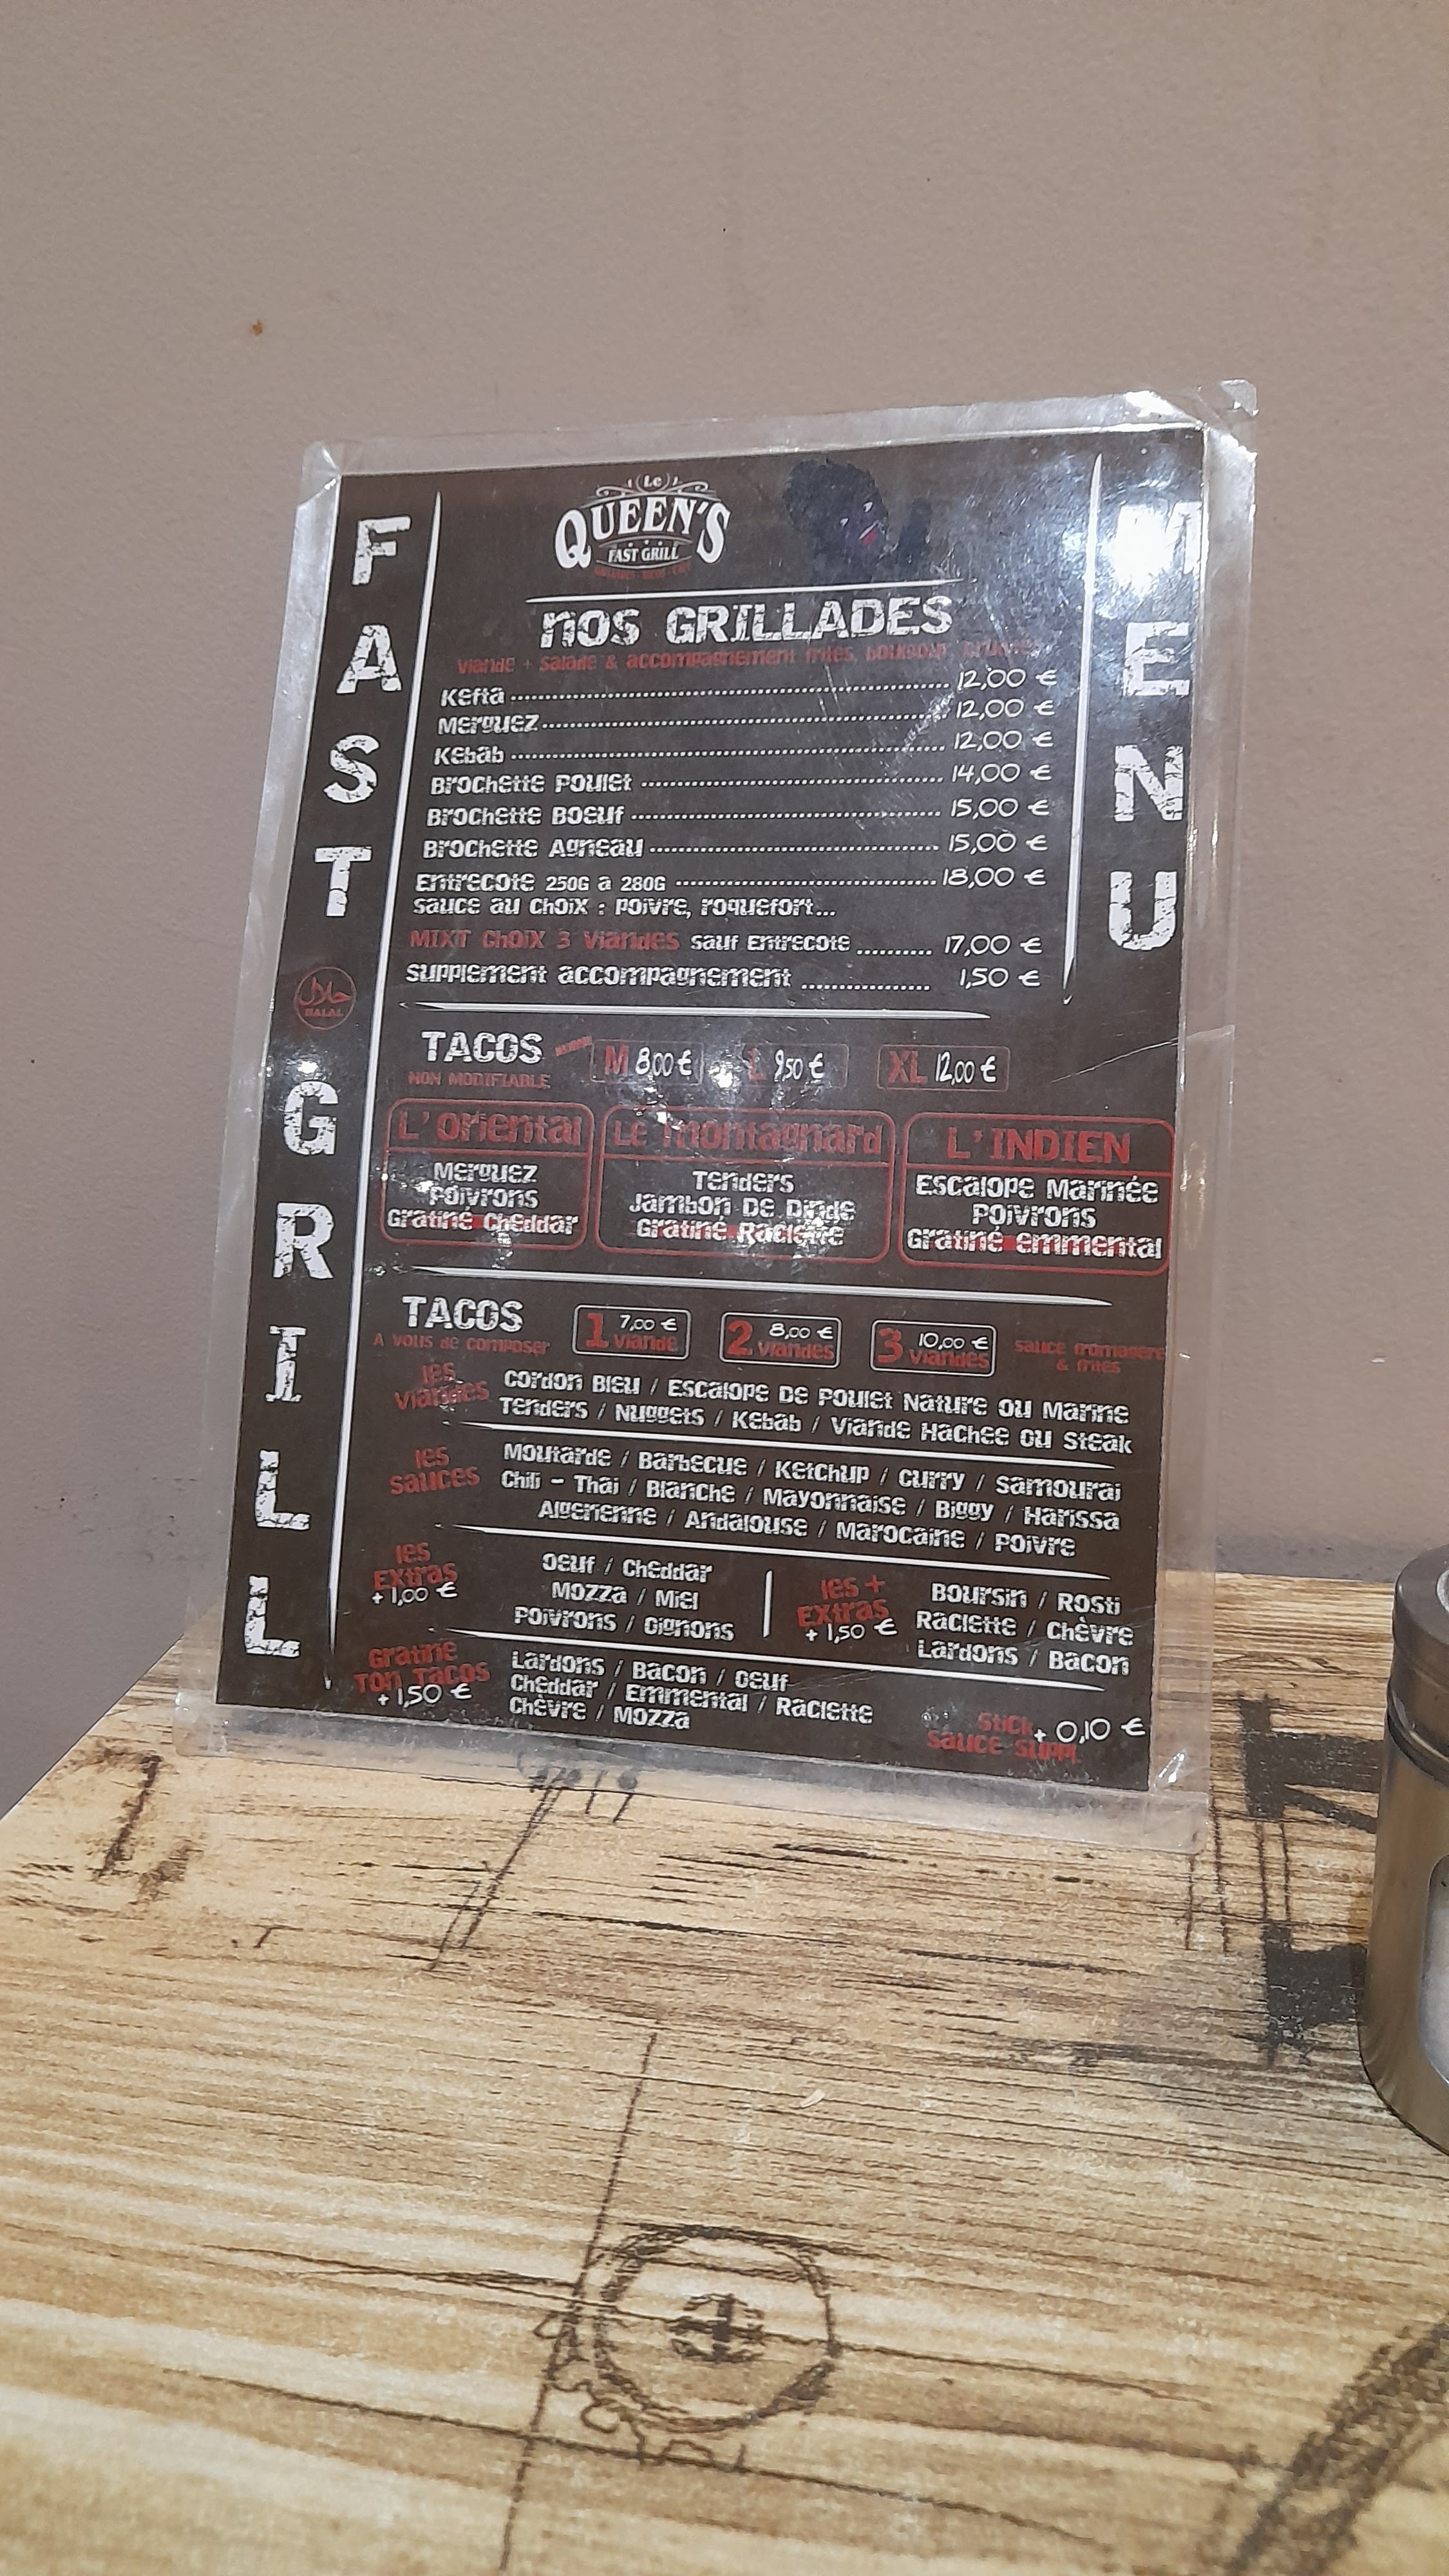 Le
QUEEN'S
FAST GRILL
FAST
GRILL
MENU
حلال
HALAL
NOS GRILLADES
Viande + salade & accompagnement frites, boulgour,
Kefta 12,00 €
Merguez 12,00 €
Kebab 12,00 €
Brochette Poulet 14,00 €
Brochette Boeuf 15,00 €
Brochette Agneau 15,00 €
Entrecote 250G a 280G 18,00 €
sauce au choix : poivre, roquefort...
MIXT Choix 3 Viandes sauf Entrecote 17,00 €
supplement accompagnement 1,50 €
TACOS M 8,00 € L 9,50 € XL 12,00 €
NON MODIFIABLE
L'Oriental
Merguez
Poivrons
Gratiné Cheddar
Le Montagnard
Tenders
Jambon De Dinde
Gratiné Raclette
L'INDIEN
Escalope Marinée
Poivrons
Gratiné emmental
TACOS
A vous de composer
1 Viande 7,00 €
2 Viandes 8,00 €
3 Viandes 10,00 €
sauce fromagere
& frites
les
Viandes
Cordon Bleu / Escalope De Poulet Nature ou Marine
Tenders / Nuggets / Kebab / Viande Hachee ou Steak
les
sauces
Moutarde / Barbecue / Ketchup / Curry / Samourai
Chili - Thai / Blanche / Mayonnaise / Biggy / Harissa
Algerienne / Andalouse / Marocaine / Poivre
les
Extras
+ 1,00 €
Oeuf / Cheddar
Mozza / Miel
Poivrons / Oignons
les +
Extras
+ 1,50 €
Boursin / Rosti
Raclette / Chèvre
Lardons / Bacon
Gratine
Ton Tacos
+ 1,50 €
Lardons / Bacon / Oeuf
Cheddar / Emmental / Raclette
Chèvre / Mozza
Stick
sauce suppl. + 0,10 €